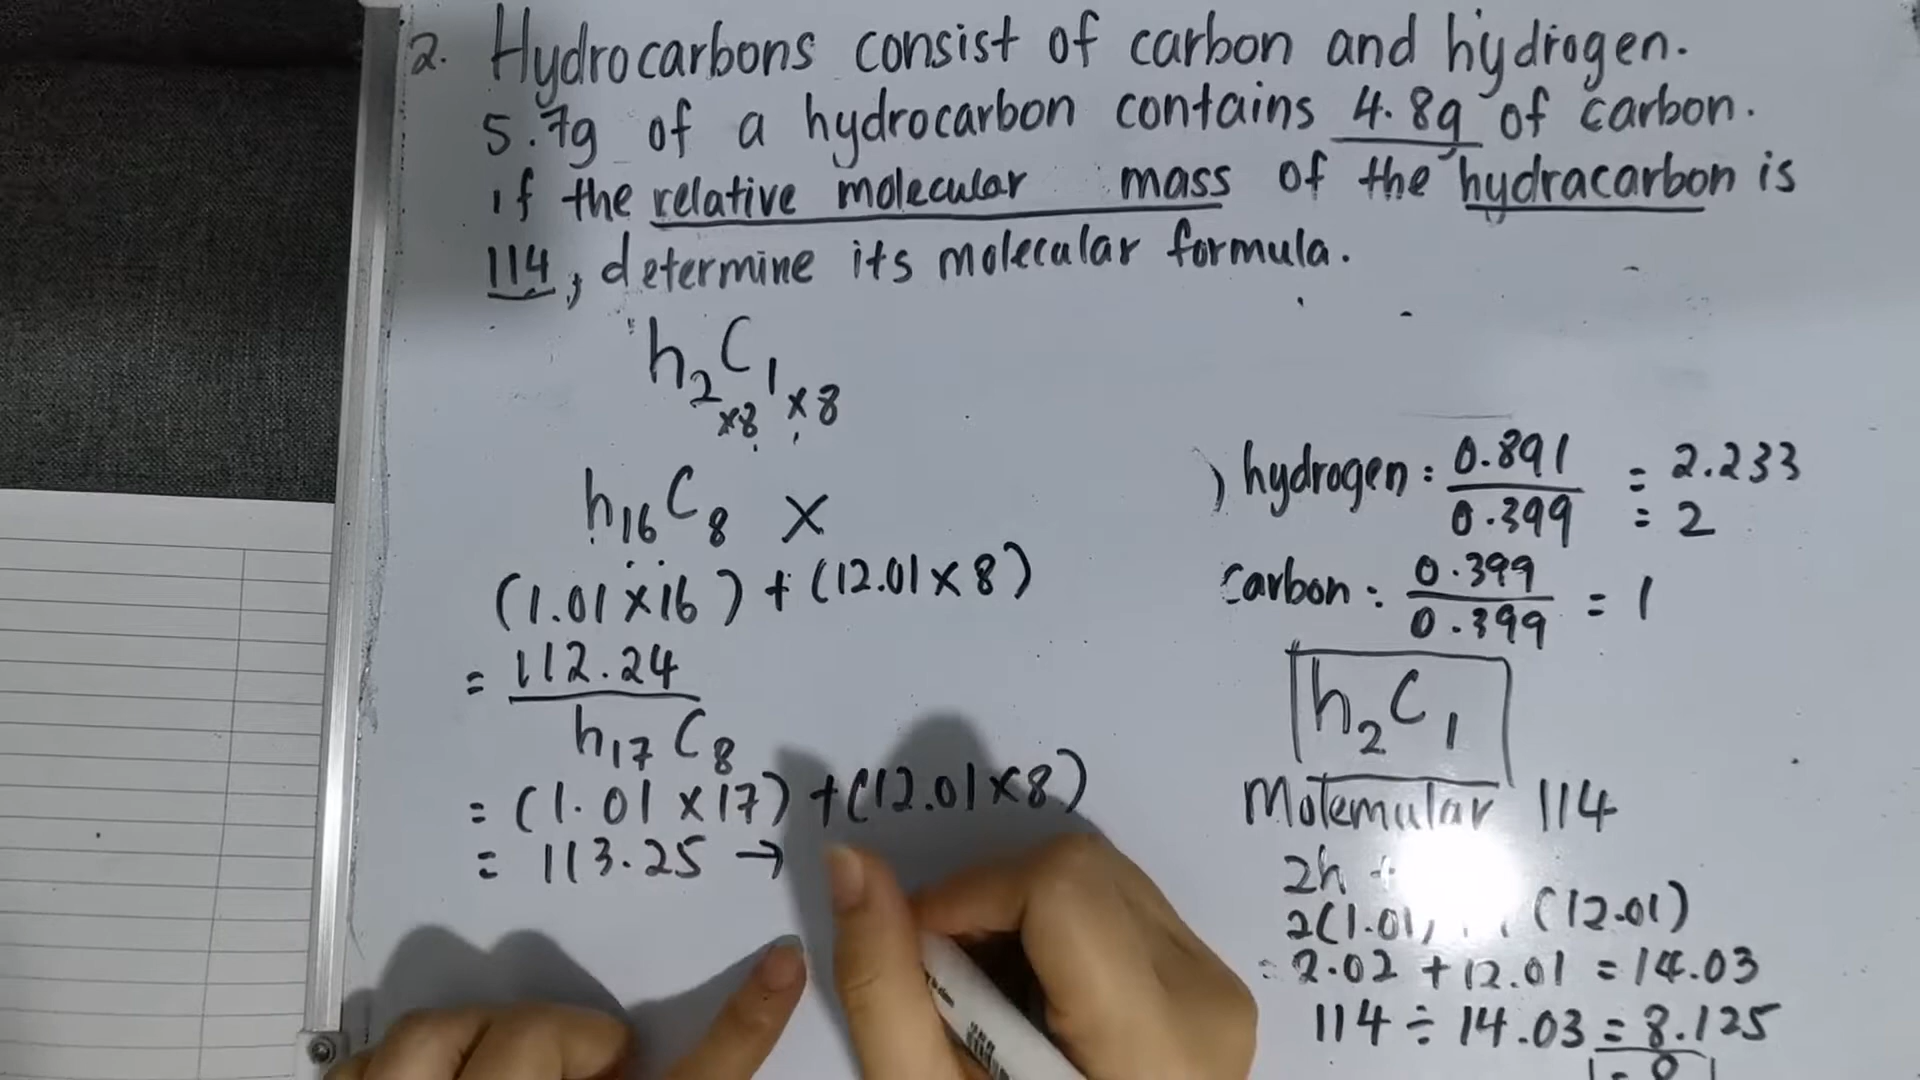 2. Hydrocarbons consist of carbon and hydrogen.
5.7g of a hydrocarbon contains 4.8g of carbon.
if the relative molecular mass of the hydracarbon is
114, determine its molecular formula.
h2C1
×8 ×8
h16C8 ×
(1.01×16) + (12.01×8)
= 112.24
h17C8
= (1.01×17) + (12.01×8)
= 113.25 →
) hydrogen : 0.891 / 0.399 = 2.233
= 2
carbon : 0.399 / 0.399 = 1
h2C1
114
2h +
2(1.01) (12.01)
= 2.02 + 12.01 = 14.03
114 ÷ 14.03 = 8.125